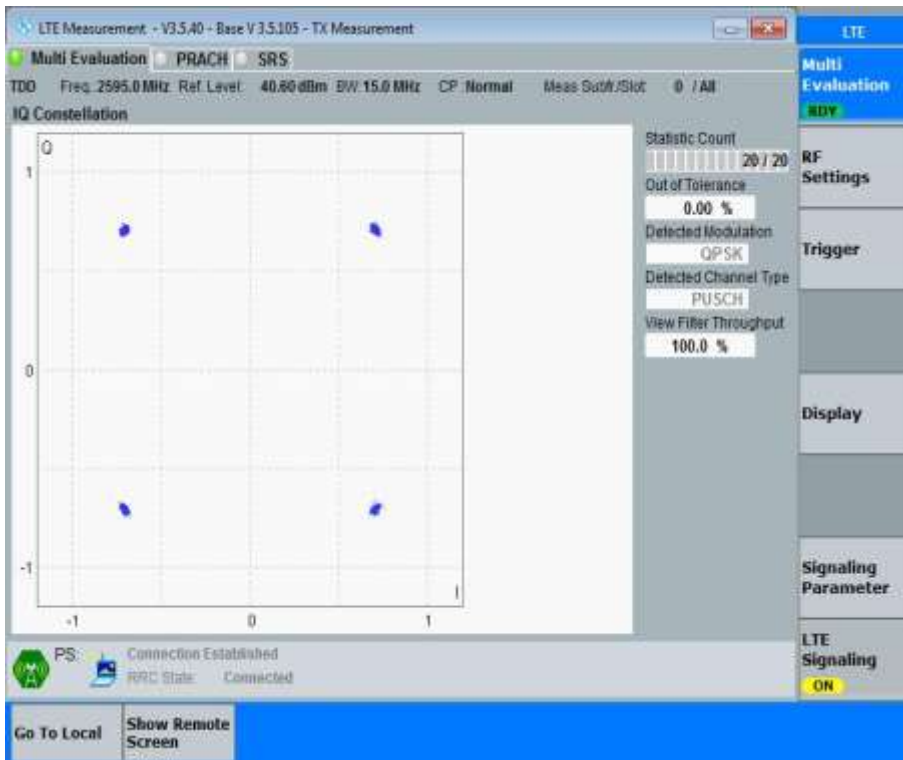 LTE Measurement - V3.5.40 - Base V 3.5.105 - TX Measurement
LTE
Multi Evaluation PRACH SRS
Multi
Evaluation
RDY
TDD Freq.: 2595.0 MHz Ref. Level: 40.60 dBm BW: 15.0 MHz CP: Normal Meas Subfr./Slot: 0 / All
IQ Constellation
Q
1
0
-1
I
-1 0 1
Statistic Count
20 / 20
Out of Tolerance
0.00 %
Detected Modulation
QPSK
Detected Channel Type
PUSCH
View Filter Throughput
100.0 %
RF
Settings
Trigger
Display
Signaling
Parameter
LTE
Signaling
ON
PS: Connection Established
RRC State: Connected
Go To Local
Show Remote
Screen